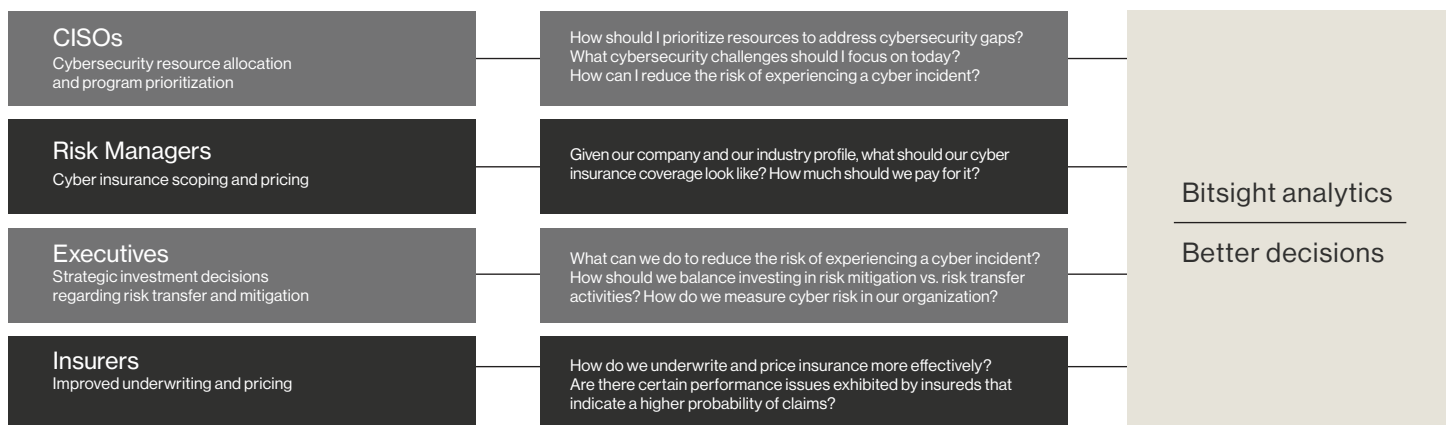 CISOs
Cybersecurity resource allocation
and program prioritization
How should I prioritize resources to address cybersecurity gaps?
What cybersecurity challenges should I focus on today?
How can I reduce the risk of experiencing a cyber incident?
Risk Managers
Cyber insurance scoping and pricing
Given our company and our industry profile, what should our cyber
insurance coverage look like? How much should we pay for it?
Executives
Strategic investment decisions
regarding risk transfer and mitigation
What can we do to reduce the risk of experiencing a cyber incident?
How should we balance investing in risk mitigation vs. risk transfer
activities? How do we measure cyber risk in our organization?
Insurers
Improved underwriting and pricing
How do we underwrite and price insurance more effectively?
Are there certain performance issues exhibited by insureds that
indicate a higher probability of claims?
Bitsight analytics
Better decisions